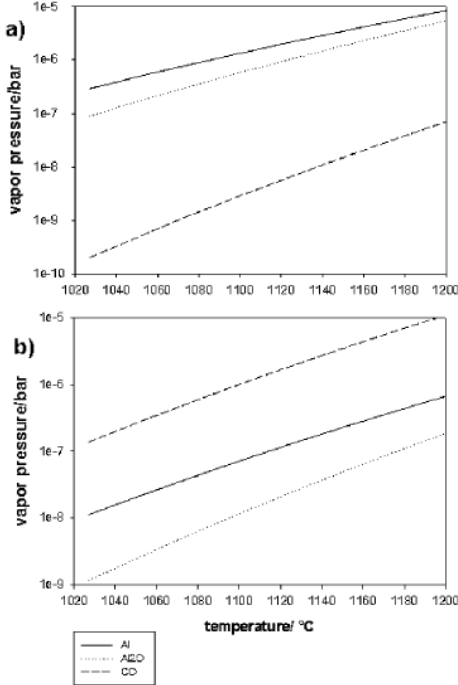 a)
vapor pressure/bar
1e-5
1e-6
1e-7
1e-8
1e-9
1e-10
1020 1040 1060 1080 1100 1120 1140 1160 1180 1200
b)
vapor pressure/bar
1e-5
1e-6
1e-7
1e-8
1e-9
1020 1040 1060 1080 1100 1120 1140 1160 1180 1200
temperature/ °C
Al
Al2O
CO